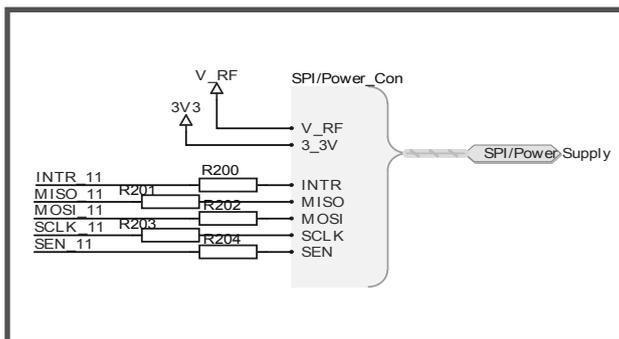 SPI/Power_Con
V_RF
3V3
V_RF
3_3V
SPI/Power Supply
R200
INTR_11
INTR
MISO_11
R201
MISO
MOSI_11
R202
MOSI
SCLK_11
R203
SCLK
SEN_11
R204
SEN